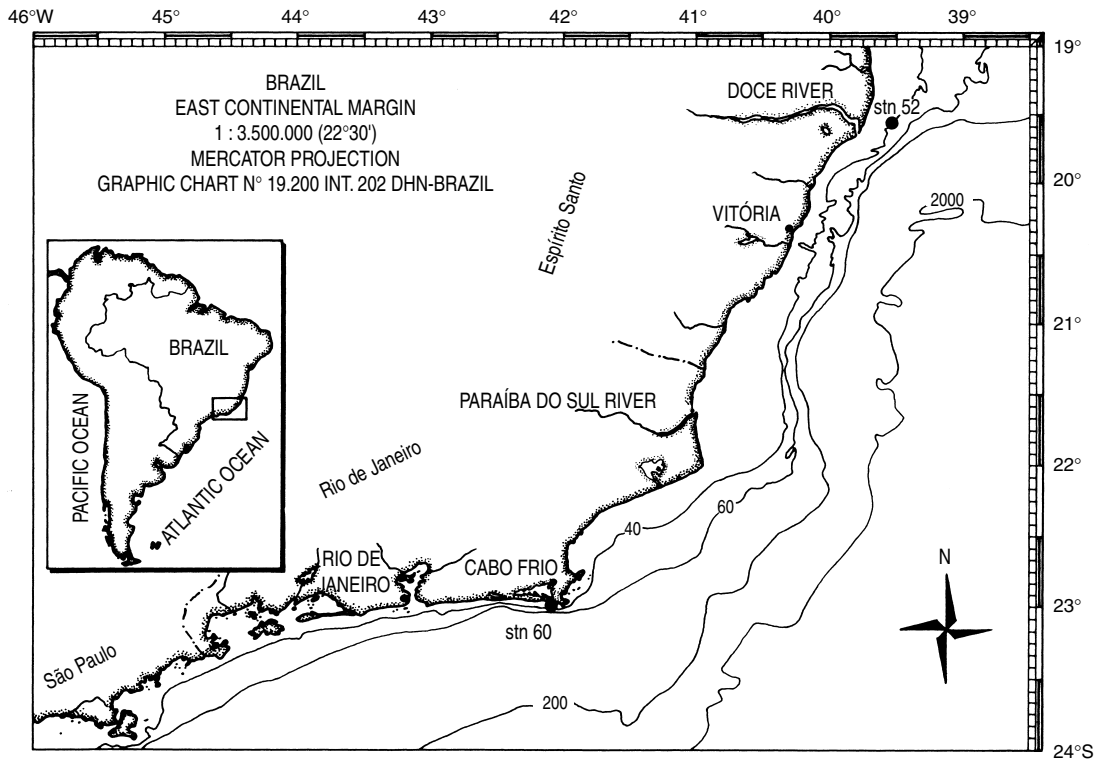 46°W 45° 44° 43° 42° 41° 40° 39°
19°
20°
21°
22°
23°
24°S
BRAZIL
EAST CONTINENTAL MARGIN
1 : 3.500.000 (22°30')
MERCATOR PROJECTION
GRAPHIC CHART N° 19.200 INT. 202 DHN-BRAZIL
DOCE RIVER
stn 52
2000
VITÓRIA
Espírito Santo
BRAZIL
PACIFIC OCEAN
ATLANTIC OCEAN
PARAÍBA DO SUL RIVER
Rio de Janeiro
40
60
RIO DE
JANEIRO
CABO FRIO
N
stn 60
São Paulo
200